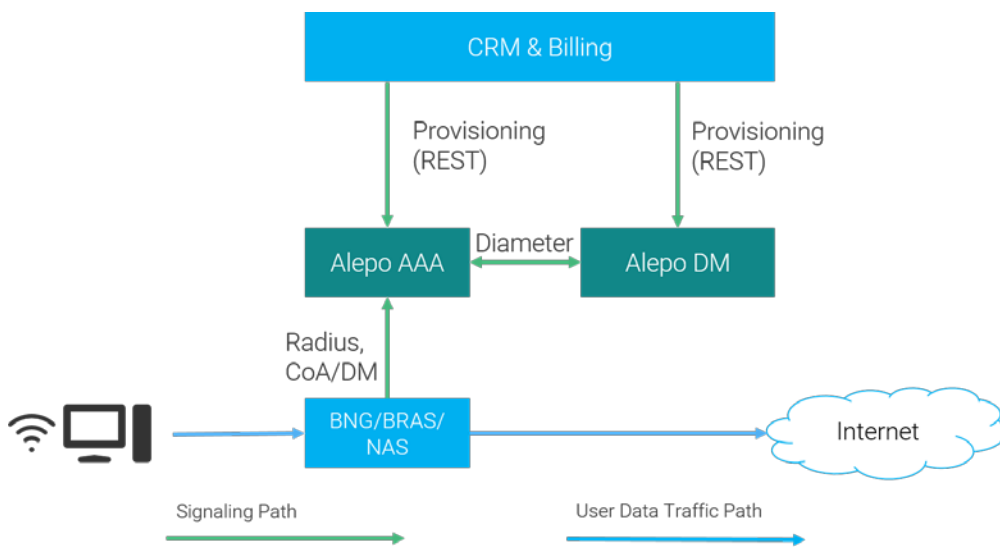 CRM & Billing
Provisioning
(REST)
Provisioning
(REST)
Alepo AAA
Diameter
Alepo DM
Radius,
CoA/DM
BNG/BRAS/
NAS
Internet
Signaling Path
User Data Traffic Path